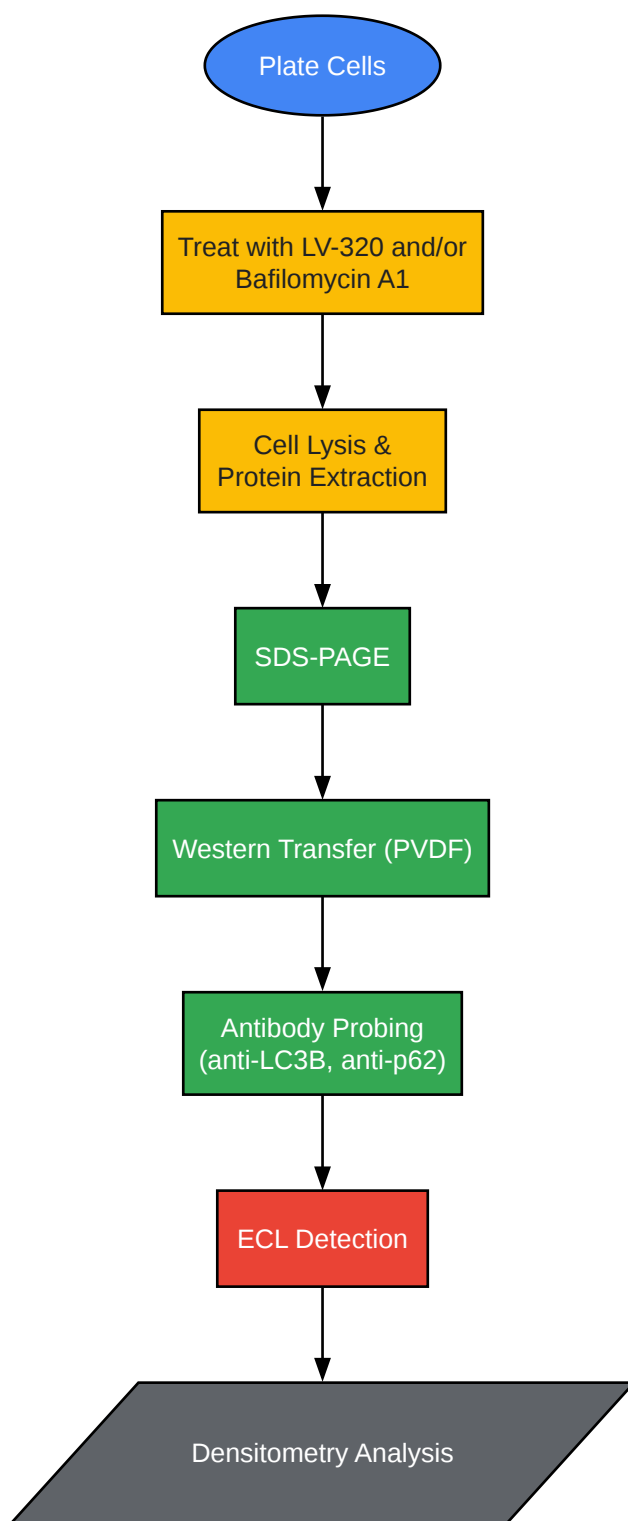 Plate Cells
Treat with LV-320 and/or
Bafilomycin A1
Cell Lysis &
Protein Extraction
SDS-PAGE
Western Transfer (PVDF)
Antibody Probing
(anti-LC3B, anti-p62)
ECL Detection
Densitometry Analysis